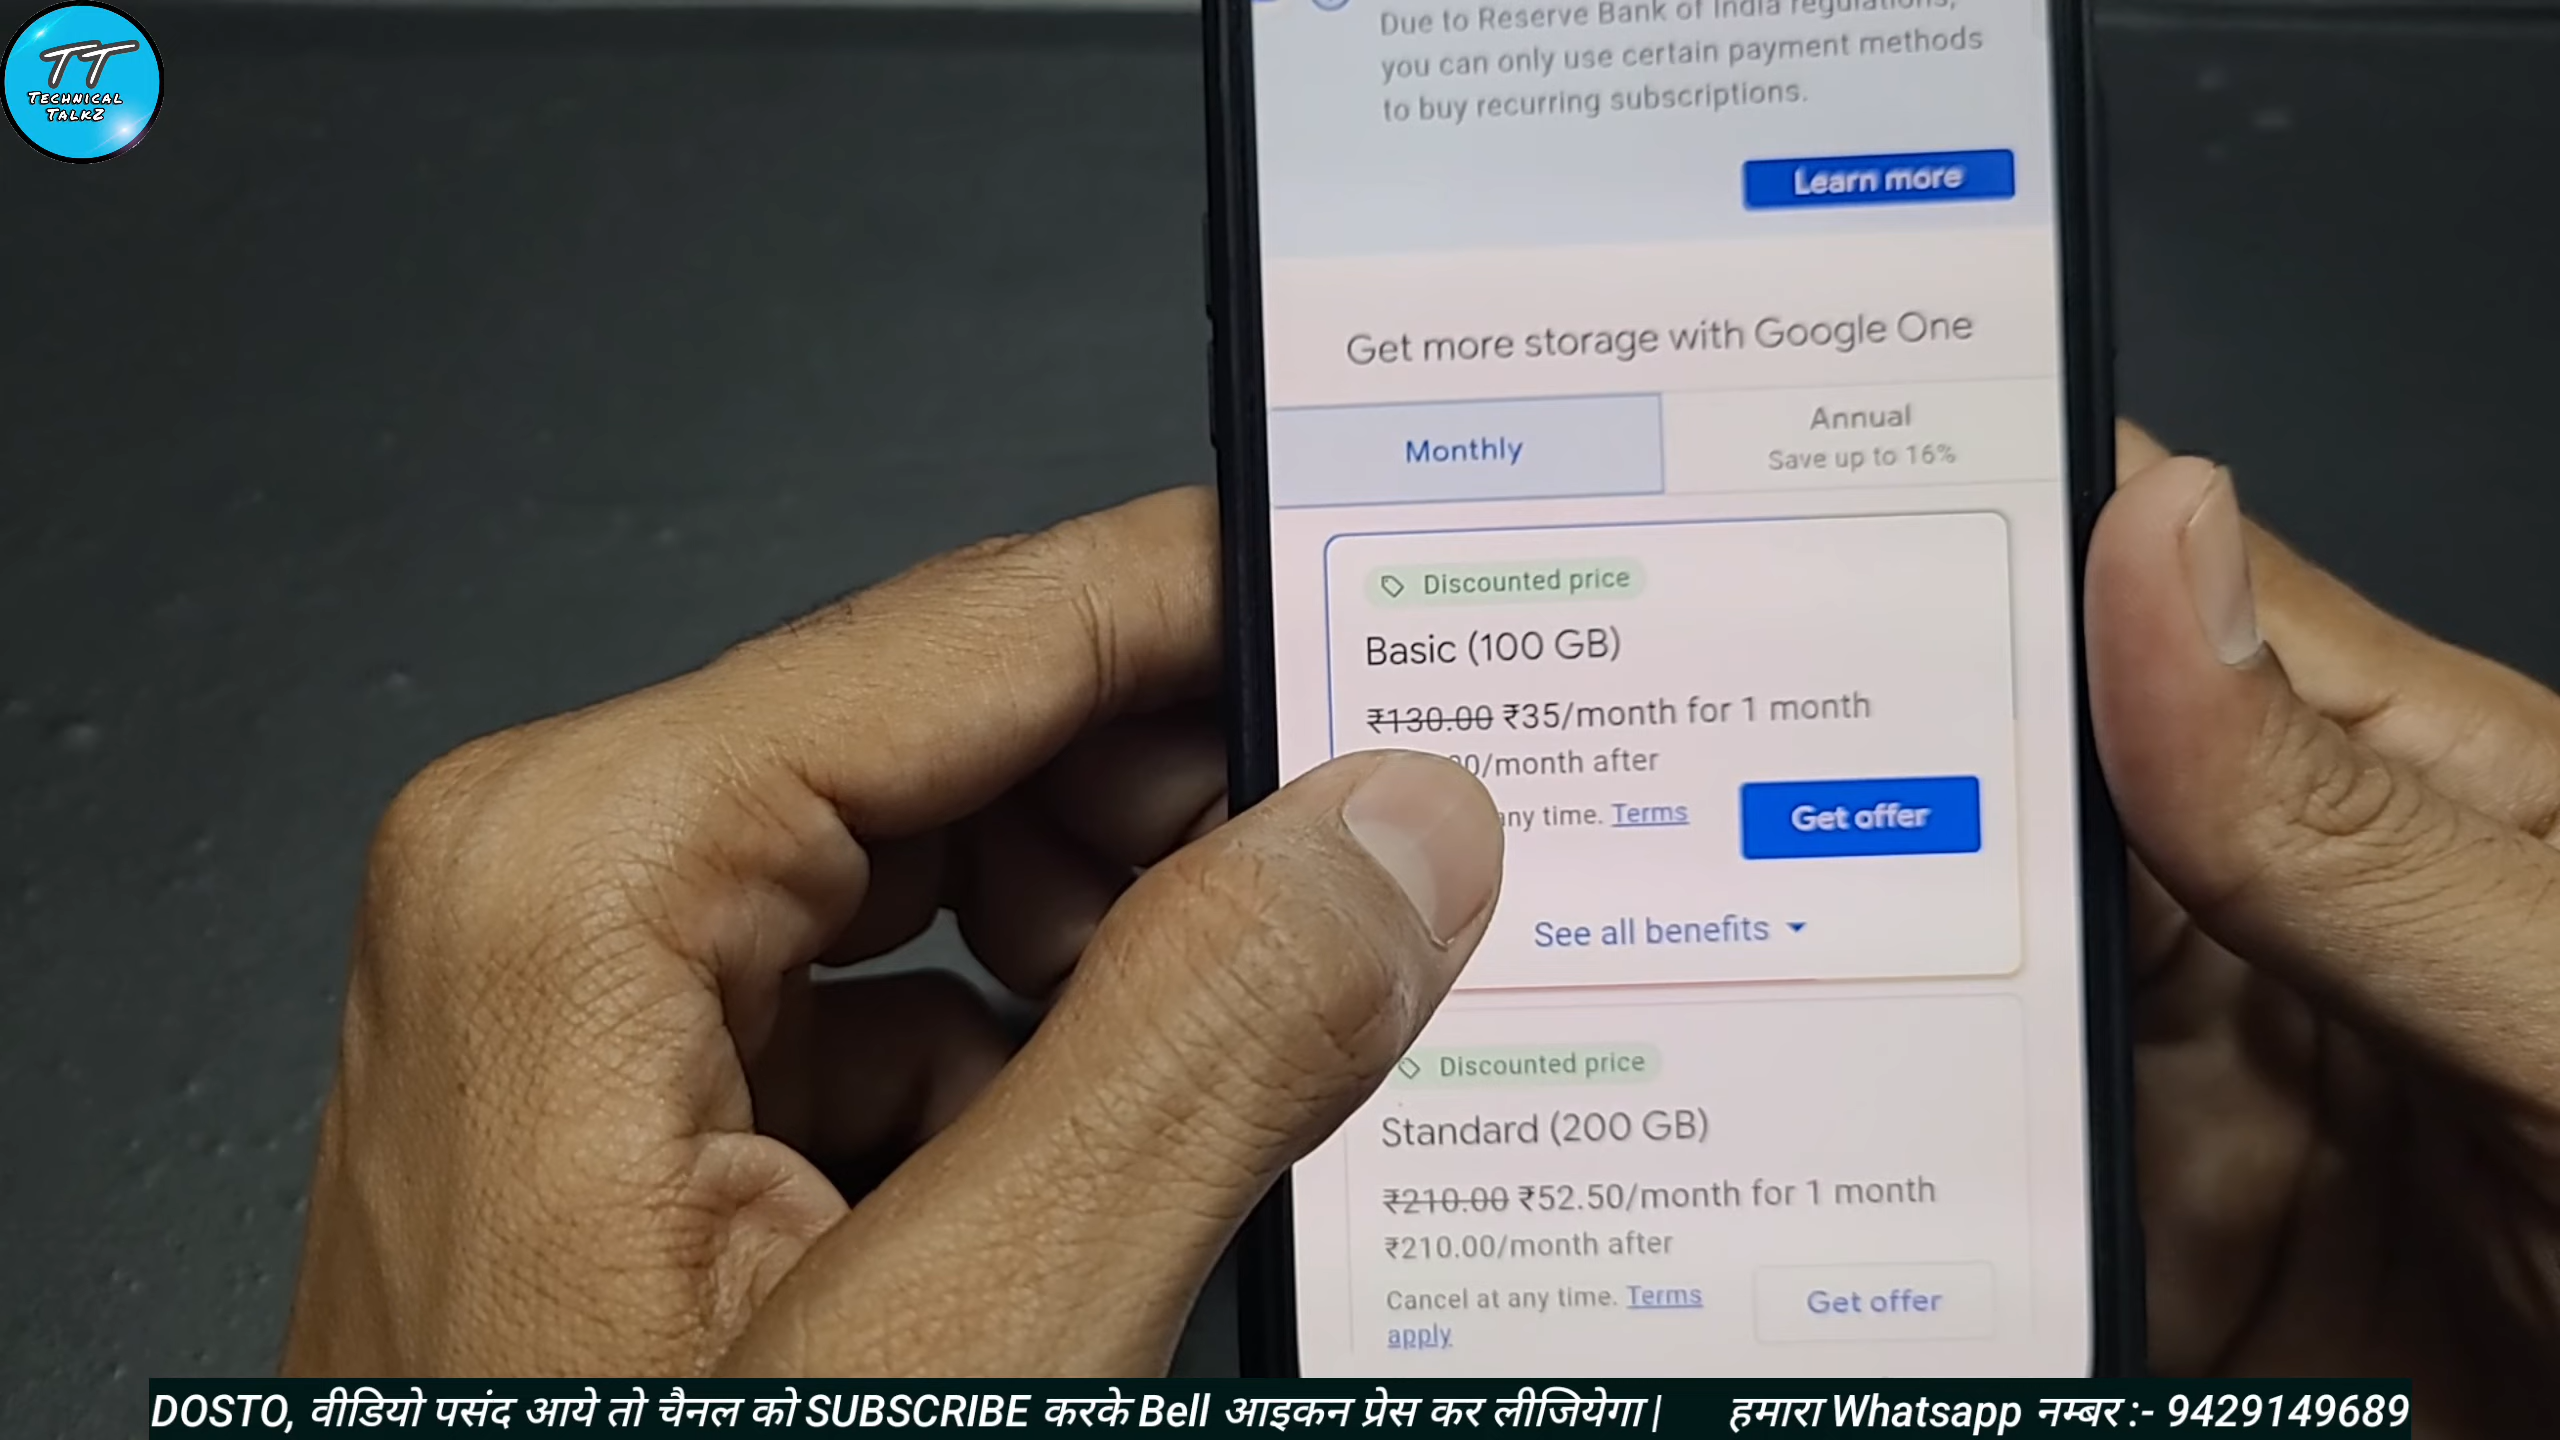 TT
TECHNICAL
TALKZ
Due to Reserve Bank of India regulations,
you can only use certain payment methods
to buy recurring subscriptions.
Learn more
Get more storage with Google One
Monthly
Annual
Save up to 16%
Discounted price
Basic (100 GB)
₹130.00 ₹35/month for 1 month
/month after
any time. Terms
Get offer
See all benefits
Discounted price
Standard (200 GB)
₹210.00 ₹52.50/month for 1 month
₹210.00/month after
Cancel at any time. Terms
apply.
Get offer
DOSTO, वीडियो पसंद आये तो चैनल को SUBSCRIBE करके Bell आइकन प्रेस कर लीजियेगा | हमारा Whatsapp नम्बर :- 9429149689